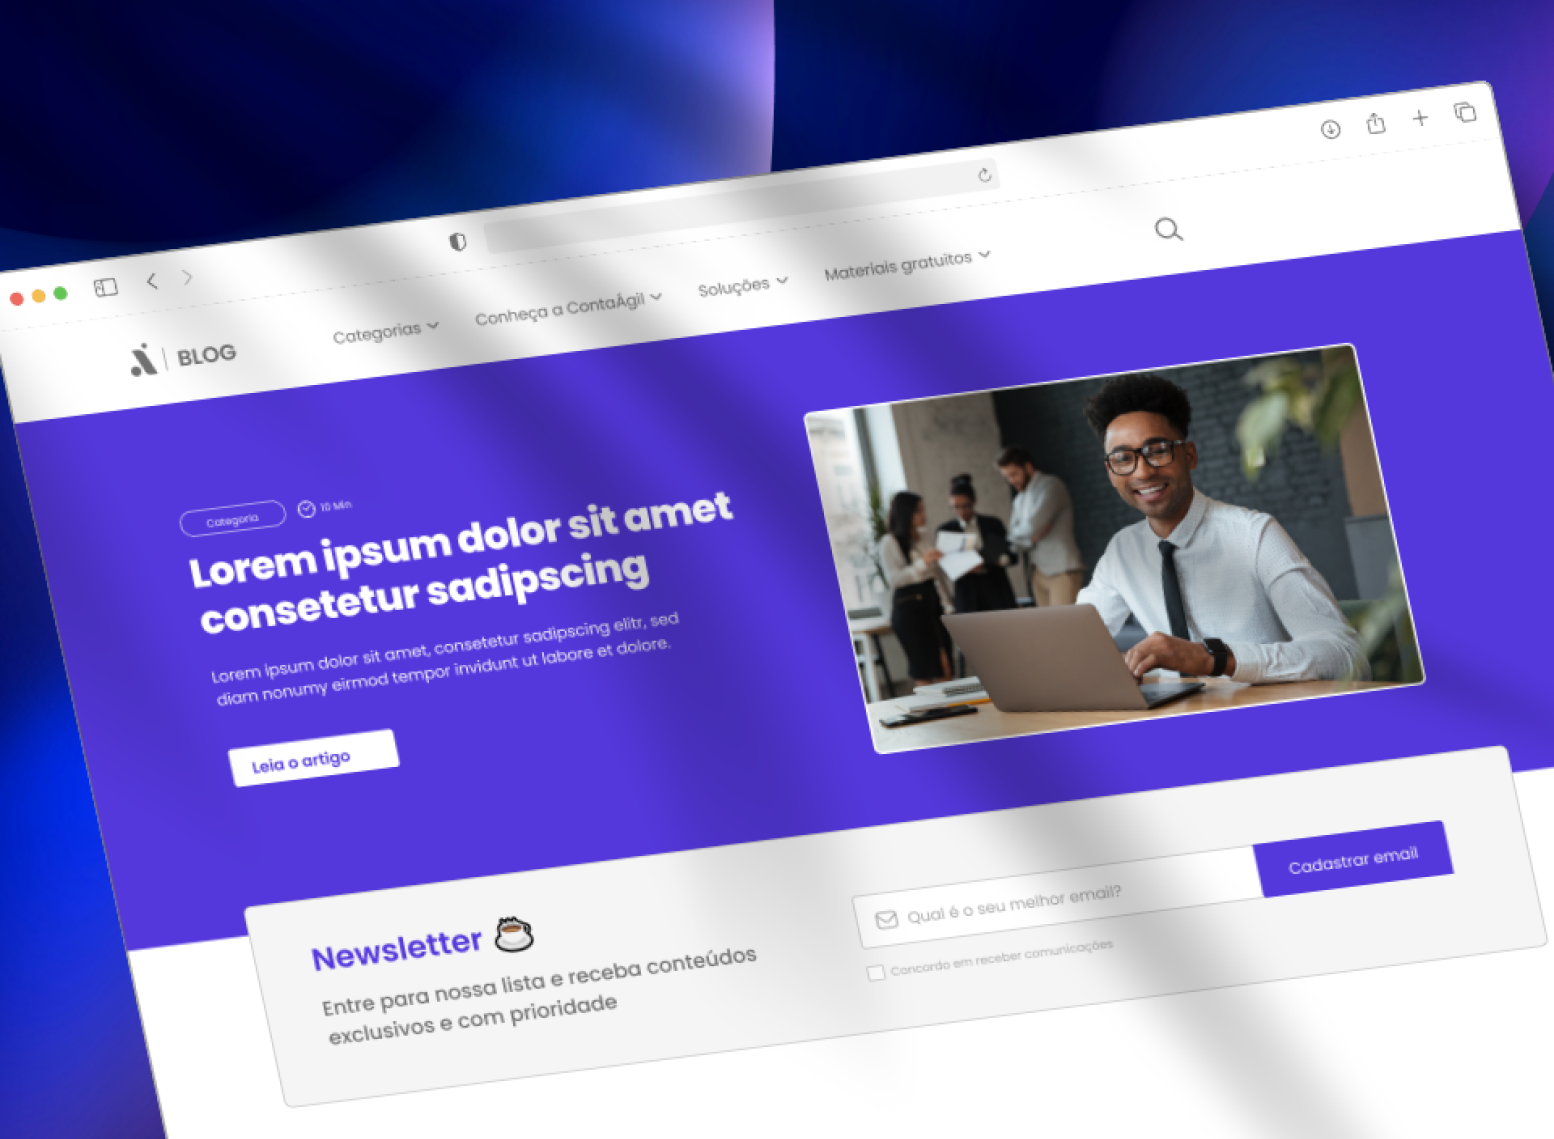 BLOG
Categorias
Conheça a ContaÁgil
Soluções
Materiais gratuitos
Categoria
10 Min
Lorem ipsum dolor sit amet
consetetur sadipscing
Lorem ipsum dolor sit amet, consetetur sadipscing elitr, sed
diam nonumy eirmod tempor invidunt ut labore et dolore.
Leia o artigo
Newsletter
Entre para nossa lista e receba conteúdos
exclusivos e com prioridade
Qual é o seu melhor email?
Cadastrar email
Concordo em receber comunicações